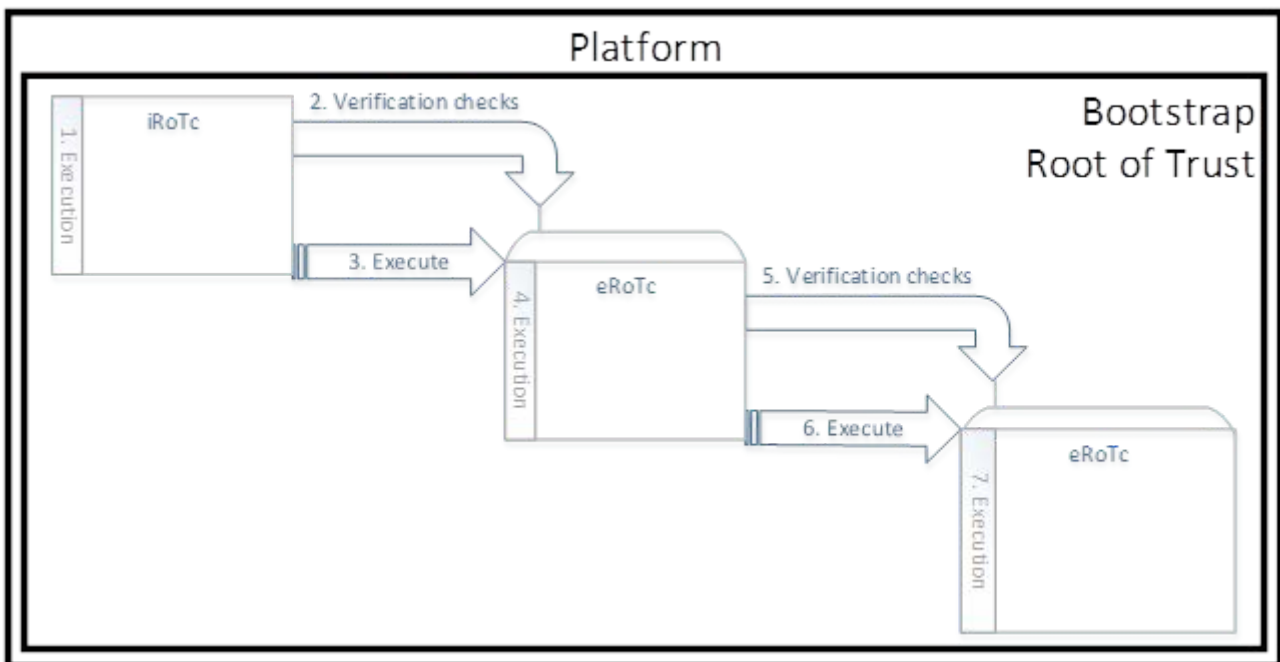 Platform
Bootstrap
Root of Trust
iRoTc
1. Execution
2. Verification checks
3. Execute
eRoTc
4. Execution
5. Verification checks
6. Execute
eRoTc
7. Execution